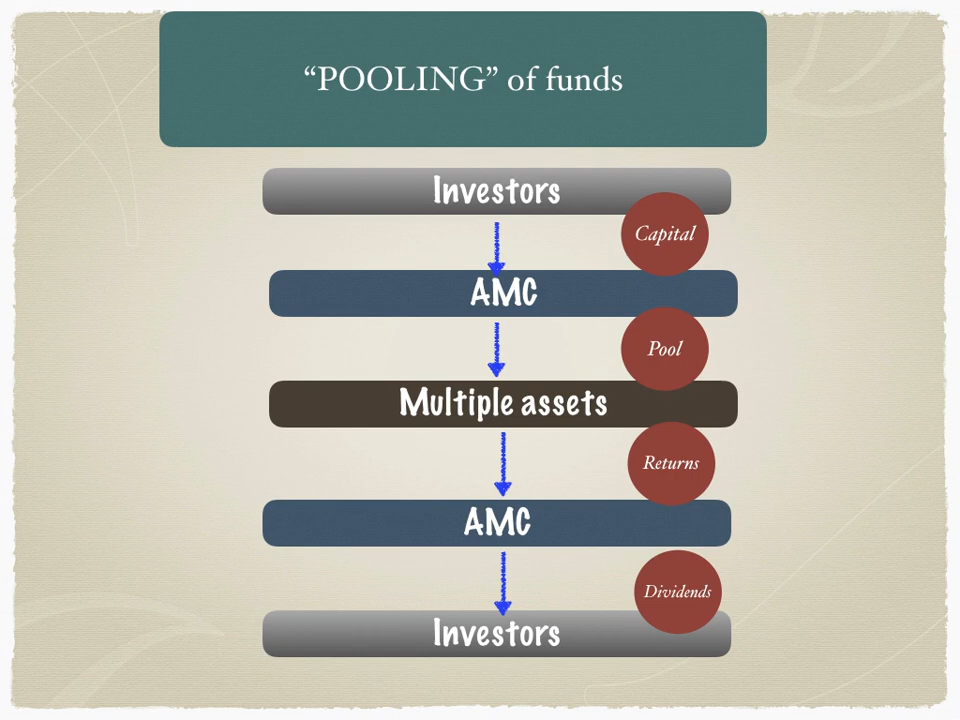 “POOLING” of funds
Investors
Capital
AMC
Pool
Multiple assets
Returns
AMC
Dividends
Investors